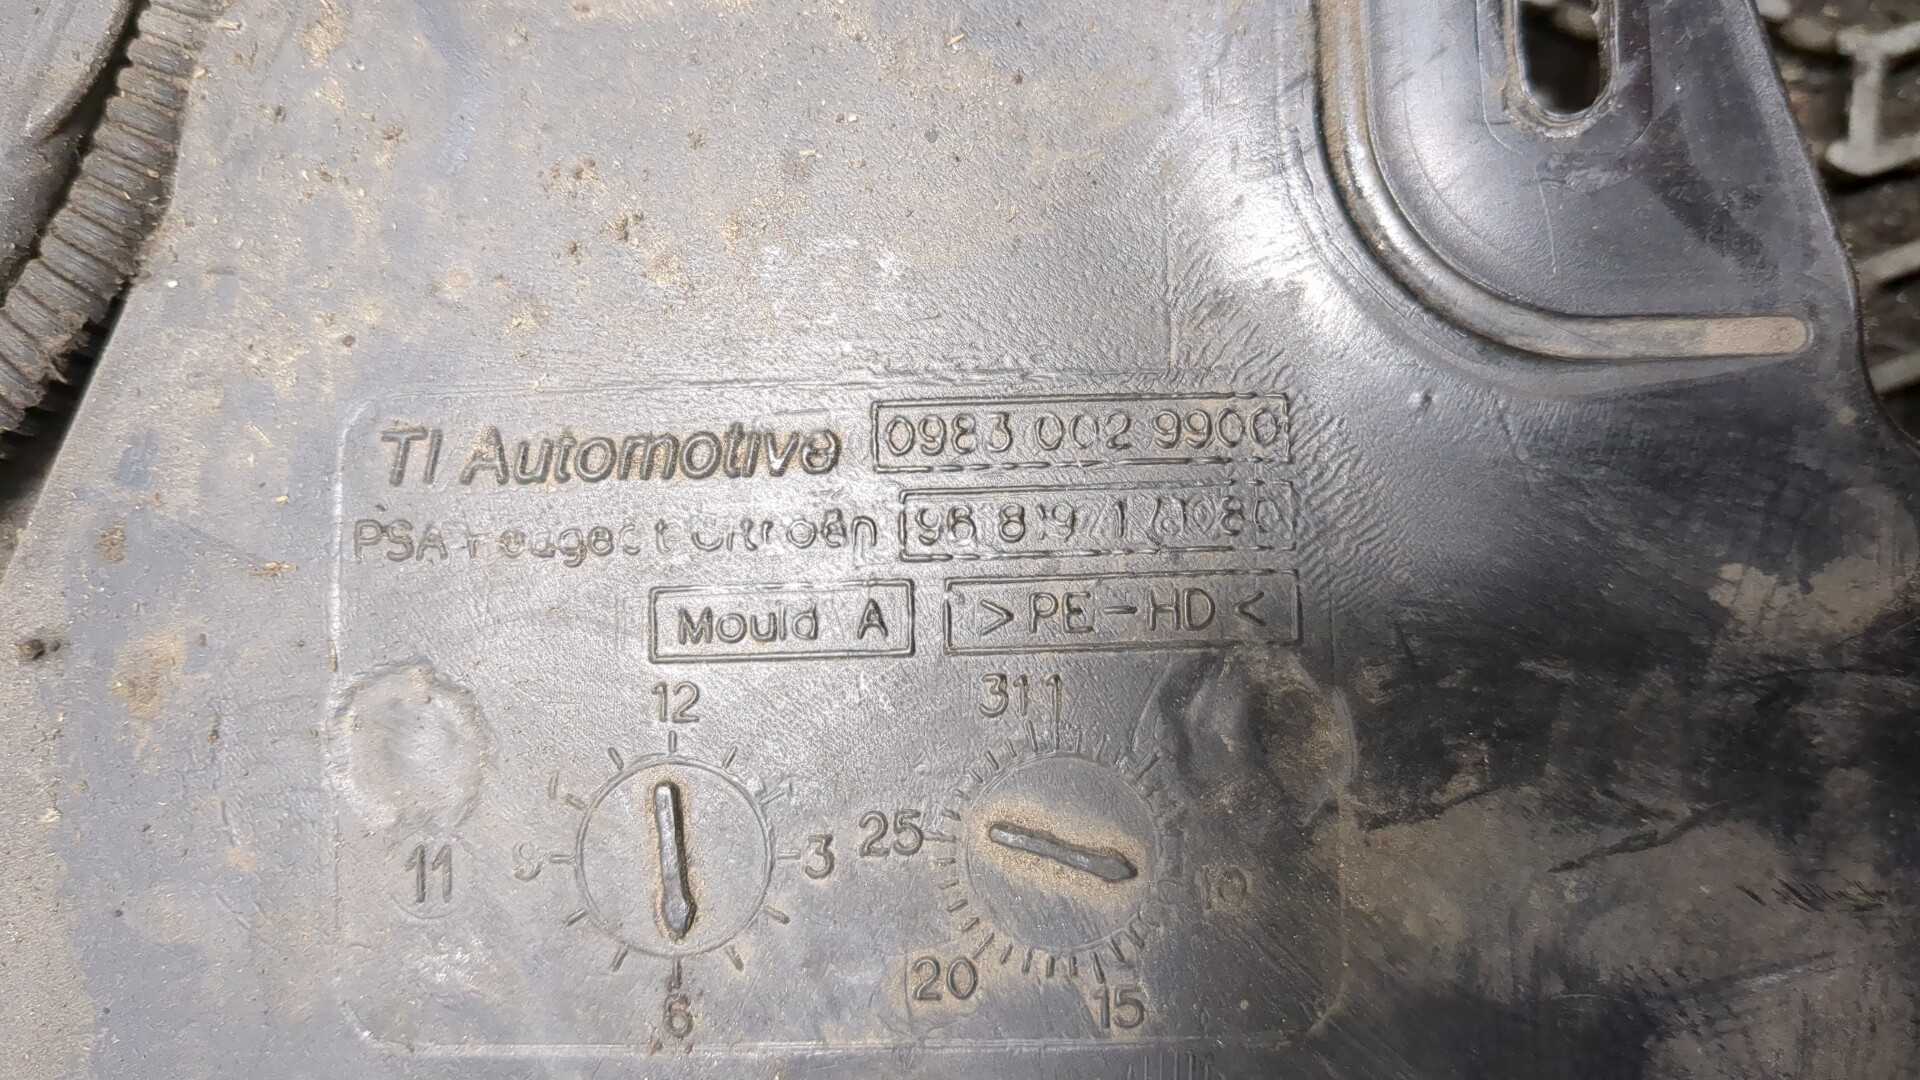 TI Automotive 0983 002 9900
PSA Peugeot Citroën
Mould A >PE-HD<
12 311
11 9 3 25 10
6 20 15